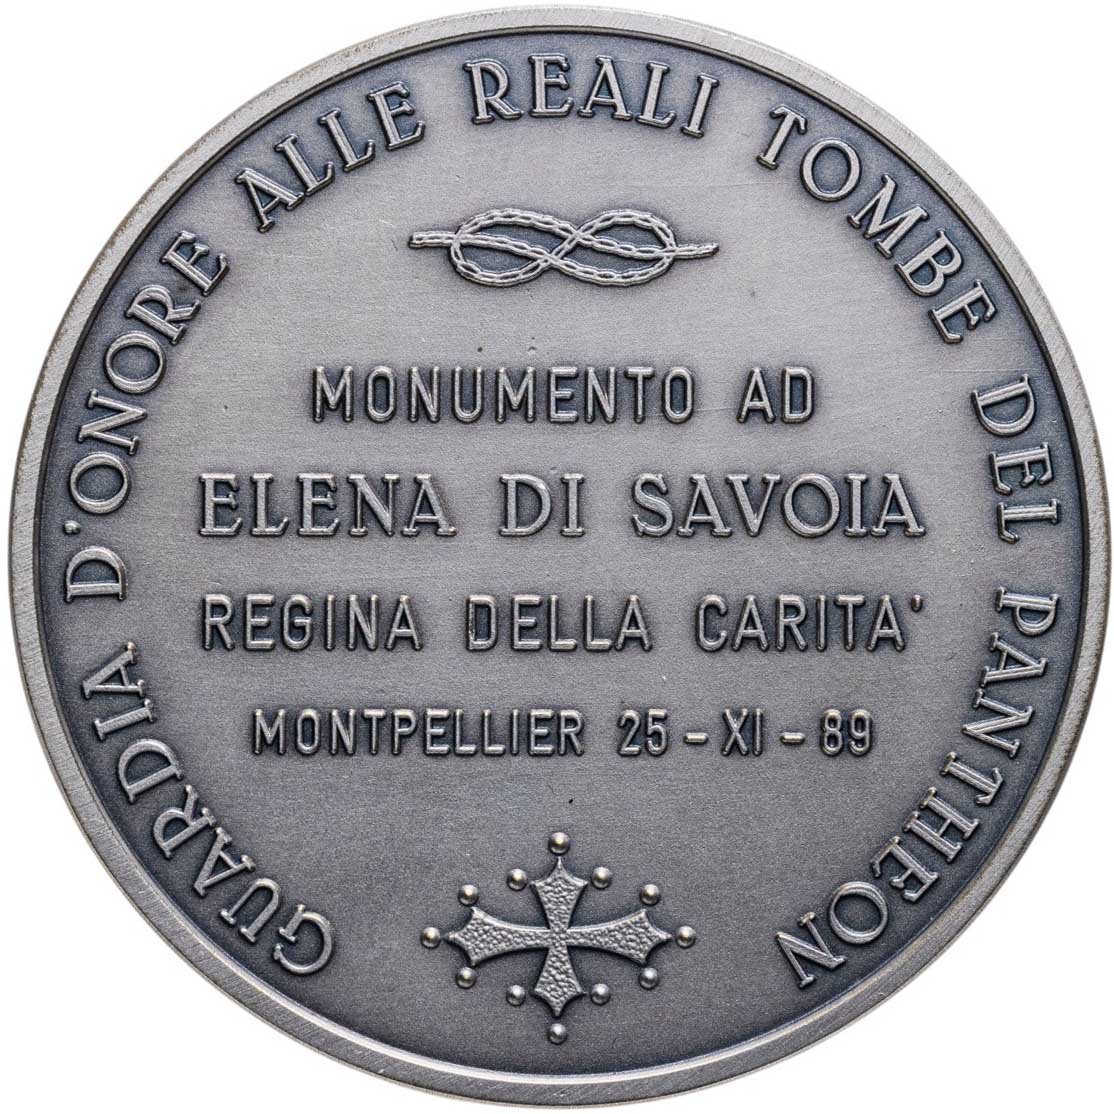 GUARDIA D'ONORE ALLE REALI TOMBE DEL PANTHEON
MONUMENTO AD
ELENA DI SAVOIA
REGINA DELLA CARITA'
MONTPELLIER 25 - XI - 89